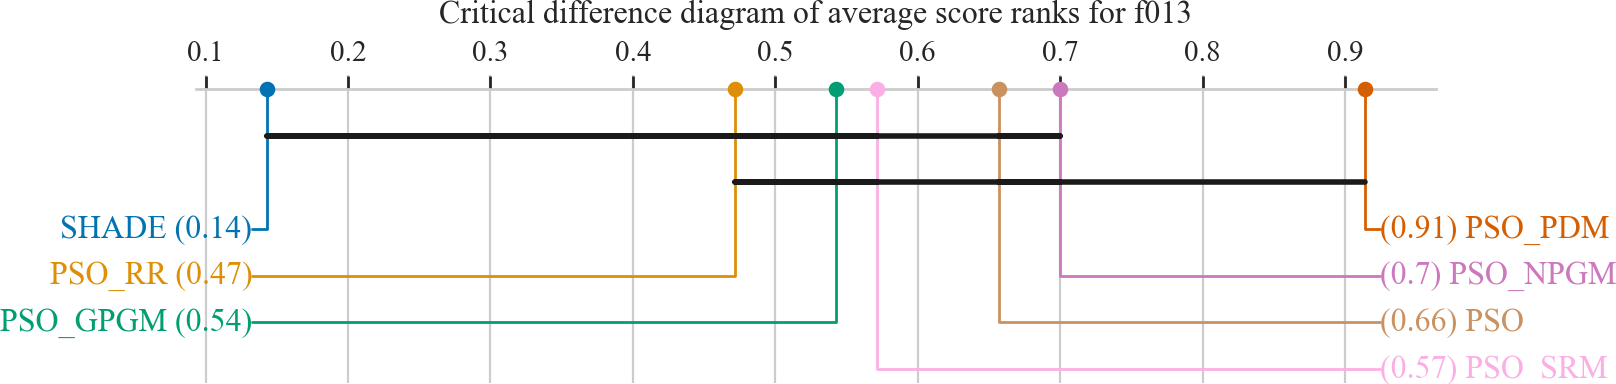 Critical difference diagram of average score ranks for f013
0.1 0.2 0.3 0.4 0.5 0.6 0.7 0.8 0.9
SHADE (0.14)
(0.91) PSO_PDM
PSO_RR (0.47)
(0.7) PSO_NPGM
PSO_GPGM (0.54)
(0.66) PSO
(0.57) PSO_SRM